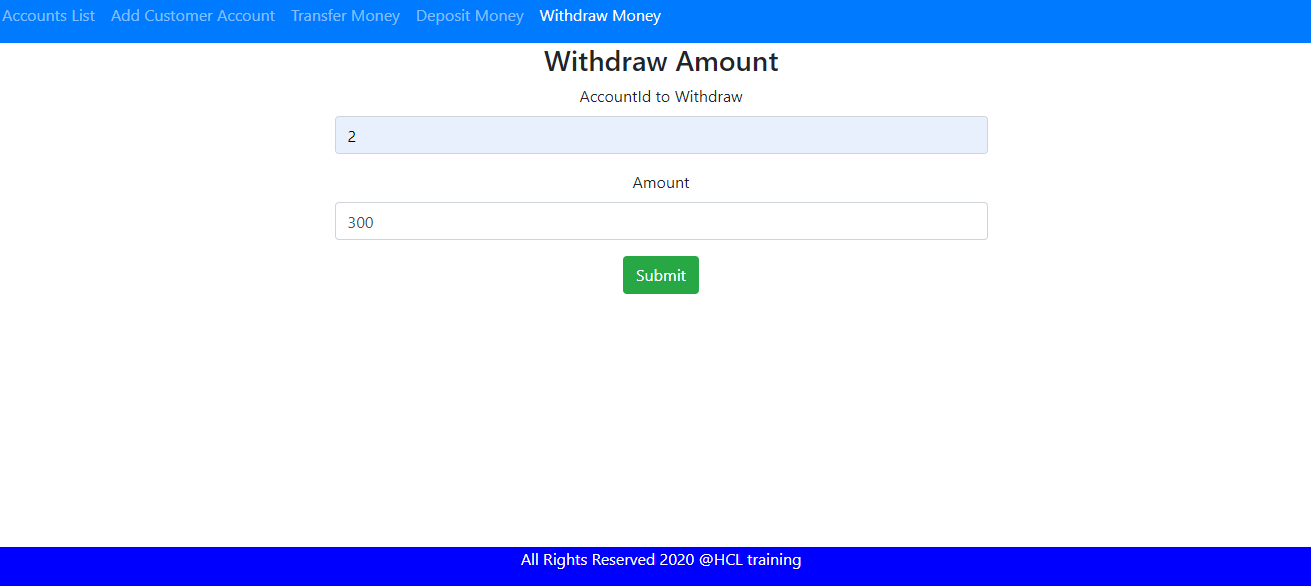 Accounts List Add Customer Account Transfer Money Deposit Money Withdraw Money
Withdraw Amount
AccountId to Withdraw
2
Amount
300
Submit
All Rights Reserved 2020 @HCL training